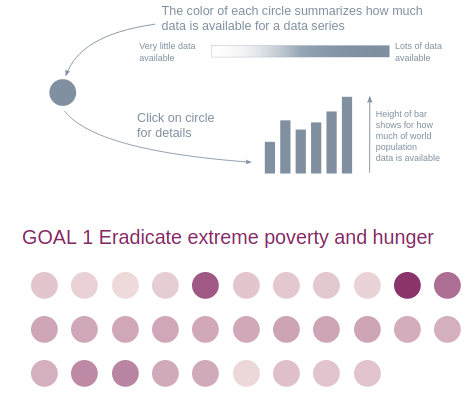 The color of each circle summarizes how much
data is available for a data series
Very little data
available
Lots of data
available
Click on circle
for details
Height of bar
shows for how
much of world
population
data is available
GOAL 1 Eradicate extreme poverty and hunger